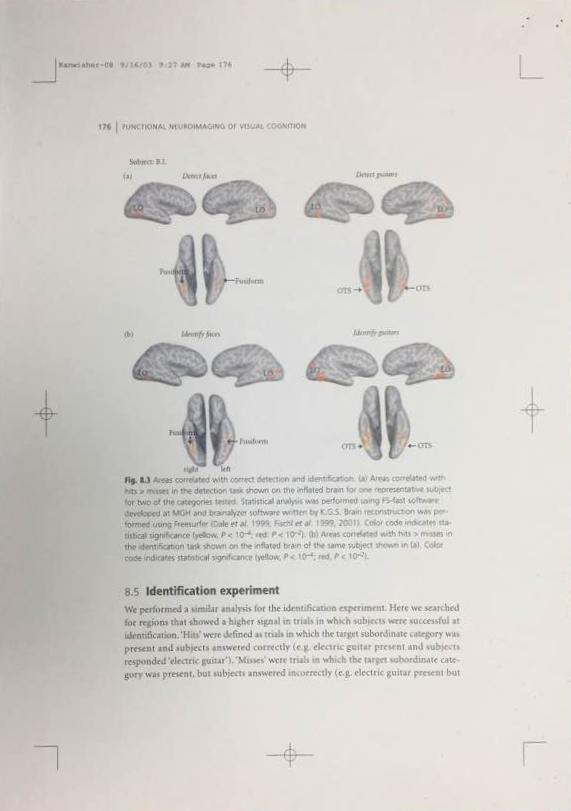 Kanwisher-08 9/16/03 9:27 AM Page 176
176 | FUNCTIONAL NEUROIMAGING OF VISUAL COGNITION
Subject: B.I.
(a) Detect faces Detect guitars
LO LO LO LO
Fusiform
Fusiform
OTS OTS
(b) Identify faces Identify guitars
LO LO LO LO
Fusiform
Fusiform
OTS OTS
right left
Fig. 8.3 Areas correlated with correct detection and identification. (a) Areas correlated with
hits > misses in the detection task shown on the inflated brain for one representative subject
for two of the categories tested. Statistical analysis was performed using FS-fast software
developed at MGH and brainalyzer software written by K.G.S. Brain reconstruction was per-
formed using Freesurfer (Dale et al. 1999; Fischl et al. 1999, 2001). Color code indicates sta-
tistical significance (yellow, P < 10⁻⁴; red: P < 10⁻²). (b) Areas correlated with hits > misses in
the identification task shown on the inflated brain of the same subject shown in (a). Color
code indicates statistical significance (yellow, P < 10⁻⁴; red, P < 10⁻²).
8.5 Identification experiment
We performed a similar analysis for the identification experiment. Here we searched
for regions that showed a higher signal in trials in which subjects were successful at
identification. 'Hits' were defined as trials in which the target subordinate category was
present and subjects answered correctly (e.g. electric guitar present and subjects
responded 'electric guitar'). 'Misses' were trials in which the target subordinate cate-
gory was present, but subjects answered incorrectly (e.g. electric guitar present but